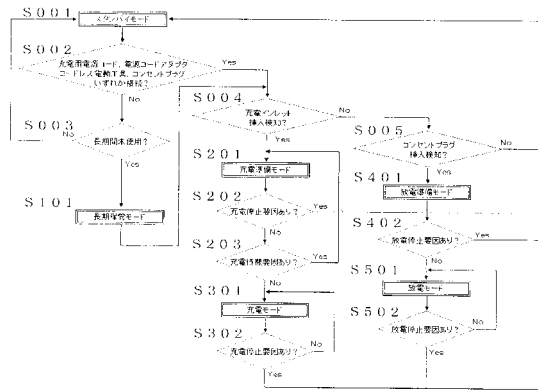 S001
スタンバイモード
S002
充電用電源コード、電源コードアダプタ
コードレス電動工具、コンセントプラグ
いずれか接続?
Yes
No
S003
長期間未使用?
No
Yes
S101
長期保管モード
S004
充電インレット
挿入検知?
No
Yes
S005
コンセントプラグ
挿入検知?
No
Yes
S201
充電準備モード
S202
充電停止要因あり?
Yes
No
S203
充電待機要因あり?
Yes
No
S301
充電モード
S302
充電停止要因あり?
No
Yes
S401
放電準備モード
S402
放電停止要因あり?
Yes
No
S501
放電モード
S502
放電停止要因あり?
No
Yes